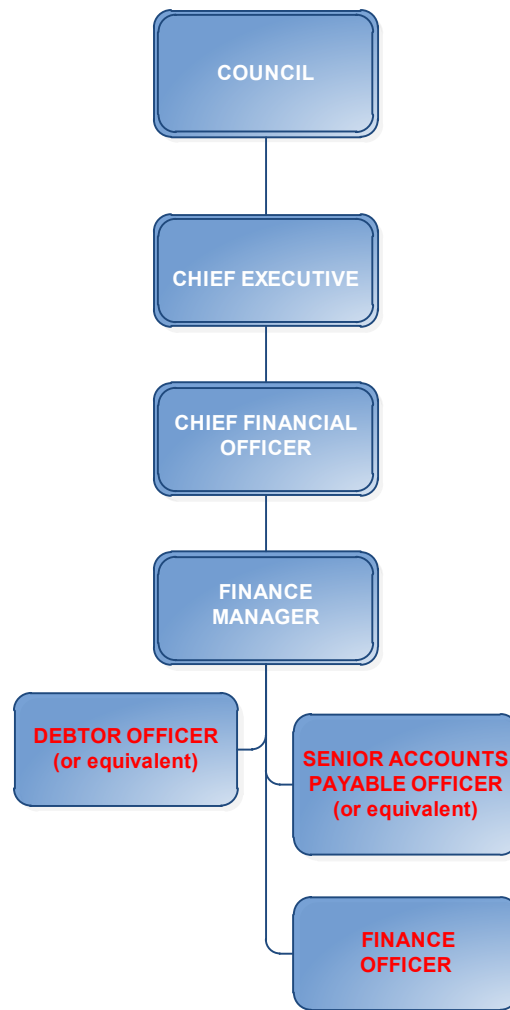 COUNCIL
CHIEF EXECUTIVE
CHIEF FINANCIAL
OFFICER
FINANCE
MANAGER
DEBTOR OFFICER
(or equivalent)
SENIOR ACCOUNTS
PAYABLE OFFICER
(or equivalent)
FINANCE
OFFICER